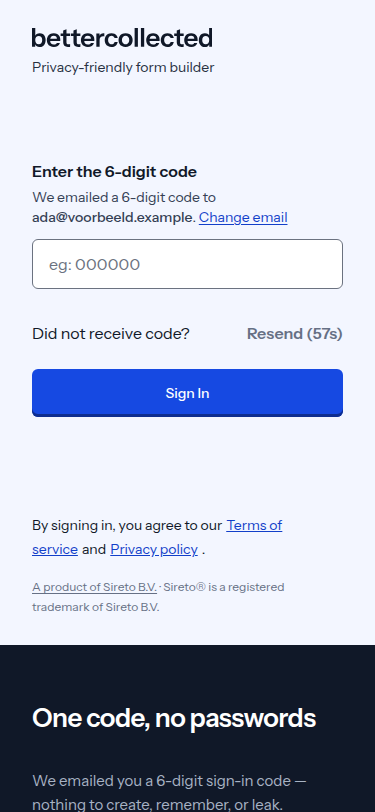 bettercollected
Privacy-friendly form builder
Enter the 6-digit code
We emailed a 6-digit code to
ada@voorbeeld.example. Change email
eg: 000000
Did not receive code? Resend (57s)
Sign In
By signing in, you agree to our Terms of
service and Privacy policy .
A product of Sireto B.V. · Sireto® is a registered
trademark of Sireto B.V.
One code, no passwords
We emailed you a 6-digit sign-in code —
nothing to create, remember, or leak.